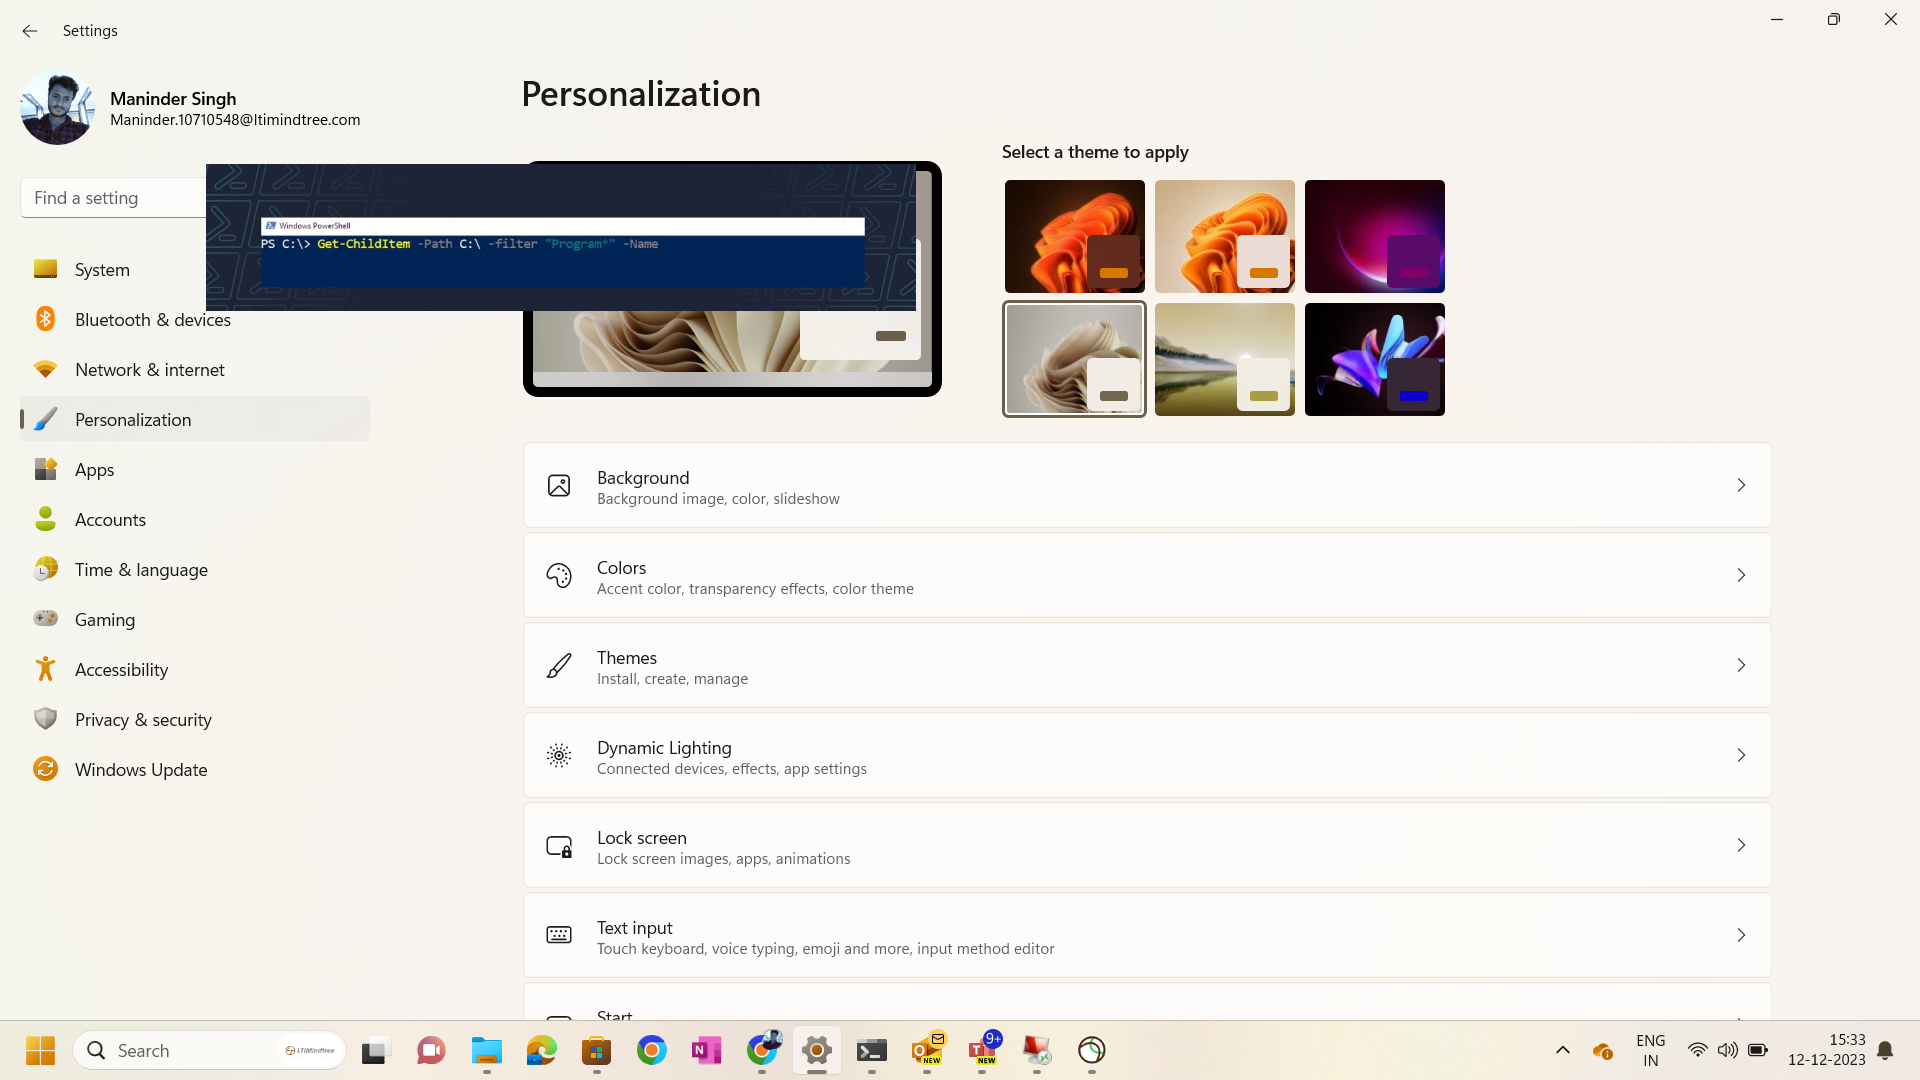 Settings
Maninder Singh
Maninder.10710548@ltimindtree.com
Find a setting
System
Bluetooth & devices
Network & internet
Personalization
Apps
Accounts
Time & language
Gaming
Accessibility
Privacy & security
Windows Update
Personalization
Windows PowerShell
PS C:\> Get-ChildItem -Path C:\ -filter "Program*" -Name
Select a theme to apply
Background
Background image, color, slideshow
Colors
Accent color, transparency effects, color theme
Themes
Install, create, manage
Dynamic Lighting
Connected devices, effects, app settings
Lock screen
Lock screen images, apps, animations
Text input
Touch keyboard, voice typing, emoji and more, input method editor
Start
Search
LTIMindtree
N
NEW
9+
T
NEW
ENG
IN
15:33
12-12-2023